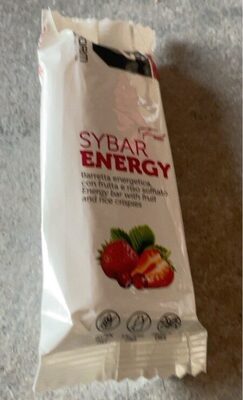 SYBAR
ENERGY
Barretta energetica
con frutta e riso soffiato
Energy bar with fruit
and rice crispies